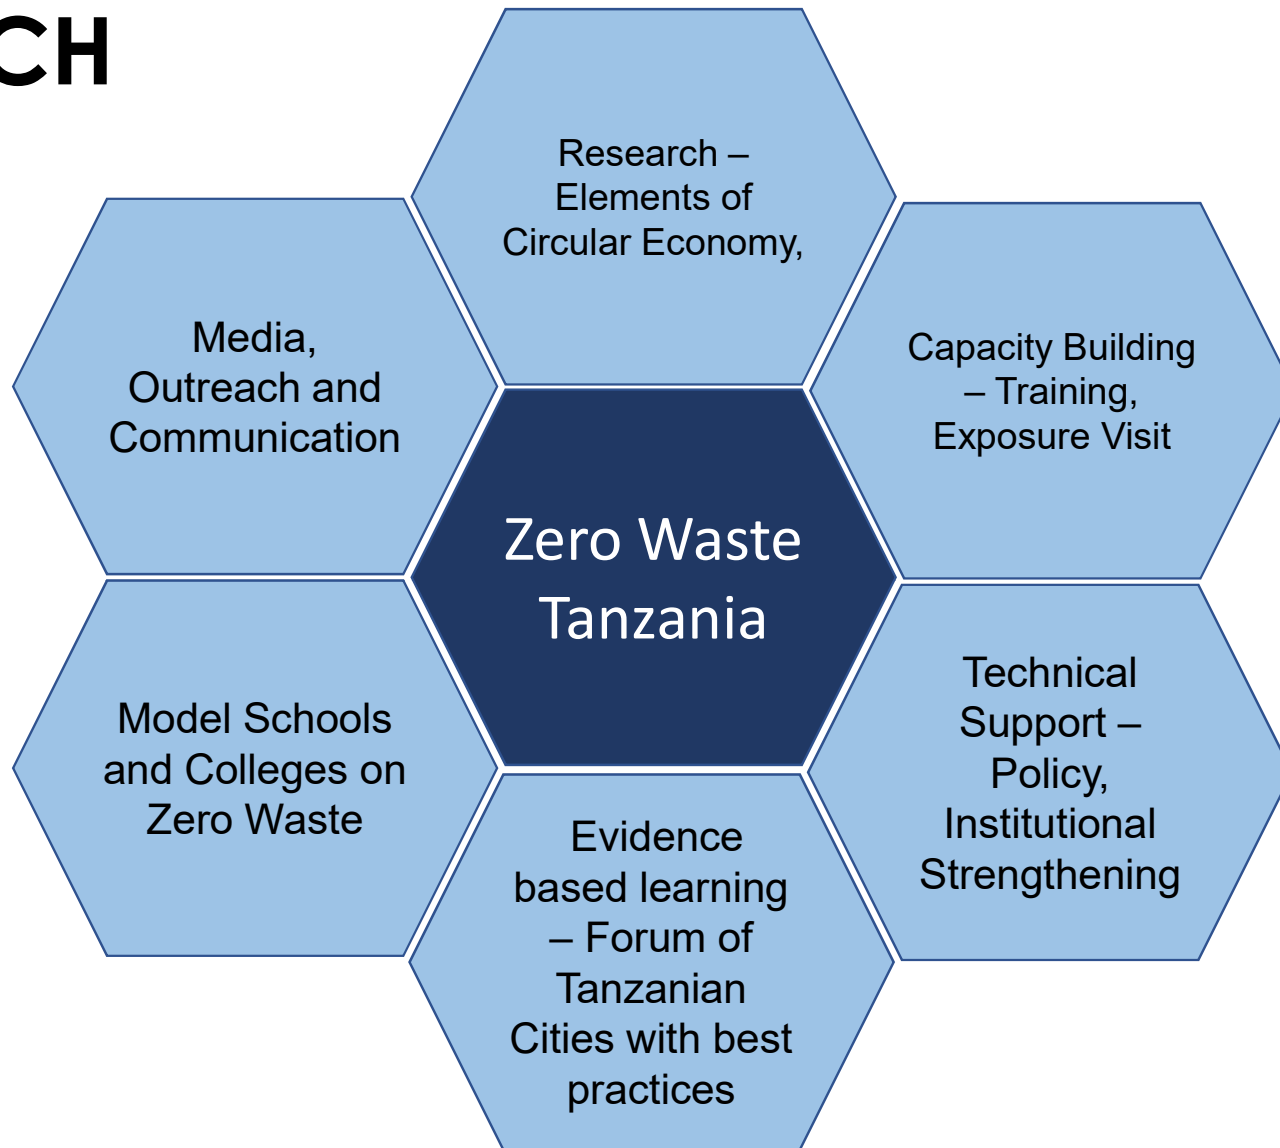 CH
Research –
Elements of
Circular Economy,
Media,
Outreach and
Communication
Capacity Building
– Training,
Exposure Visit
Zero Waste
Tanzania
Model Schools
and Colleges on
Zero Waste
Technical
Support –
Policy,
Institutional
Strengthening
Evidence
based learning
– Forum of
Tanzanian
Cities with best
practices